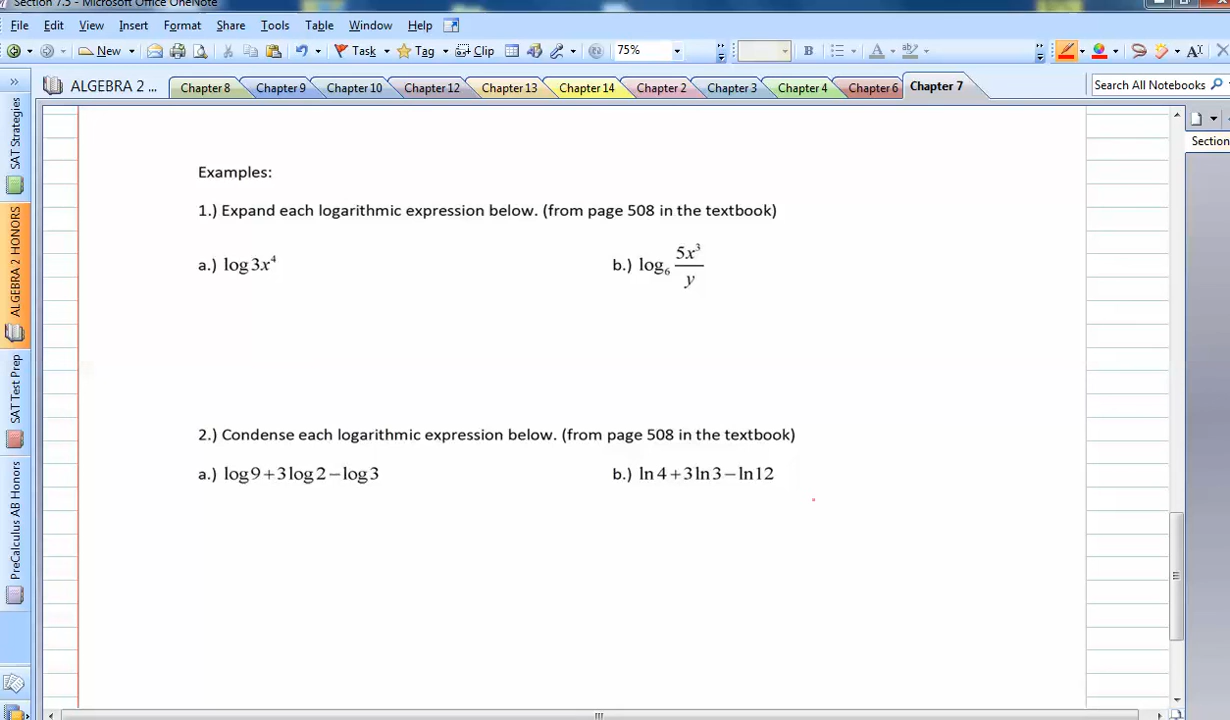 Section 7.5 - Microsoft Office OneNote
File Edit View Insert Format Share Tools Table Window Help
New Task Tag Clip 75% B A A
ALGEBRA 2 ... Chapter 8 Chapter 9 Chapter 10 Chapter 12 Chapter 13 Chapter 14 Chapter 2 Chapter 3 Chapter 4 Chapter 6 Chapter 7 Search All Notebooks
Section
SAT Strategies
ALGEBRA 2 HONORS
SAT Test Prep
PreCalculus AB Honors
Examples:
1.) Expand each logarithmic expression below. (from page 508 in the textbook)
a.) log 3x⁴ b.) log₆ 5x³/y
2.) Condense each logarithmic expression below. (from page 508 in the textbook)
a.) log 9 + 3 log 2 − log 3 b.) ln 4 + 3 ln 3 − ln 12